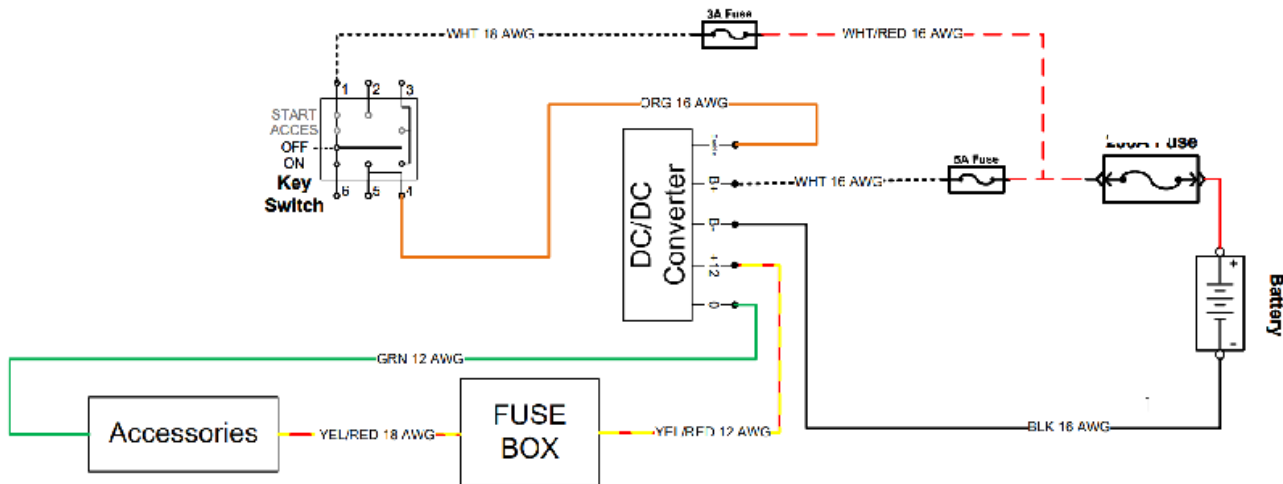 3A Fuse
WHT 18 AWG
WHT/RED 16 AWG
1 2 3
START
ACCES
OFF
ON
Key
Switch
6 5 4
ORG 16 AWG
DC/DC
Converter
B+
B-
+12
WHT 16 AWG
5A Fuse
Fuse
+
-
Battery
GRN 12 AWG
Accessories
YEL/RED 18 AWG
FUSE
BOX
YEL/RED 12 AWG
BLK 16 AWG